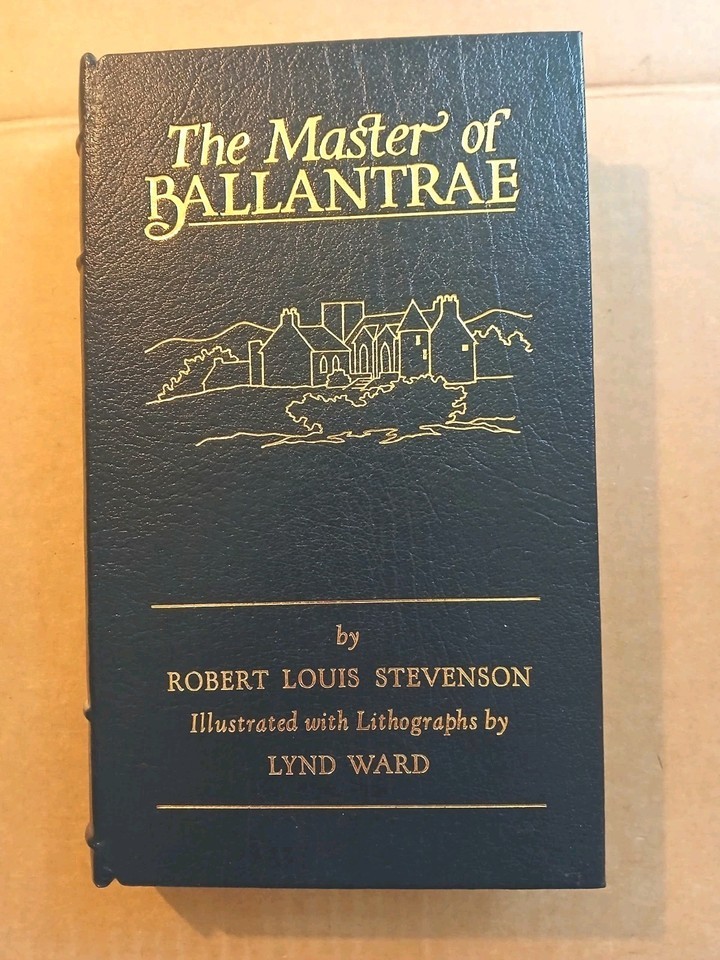 The Master of
BALLANTRAE
by
ROBERT LOUIS STEVENSON
Illustrated with Lithographs by
LYND WARD